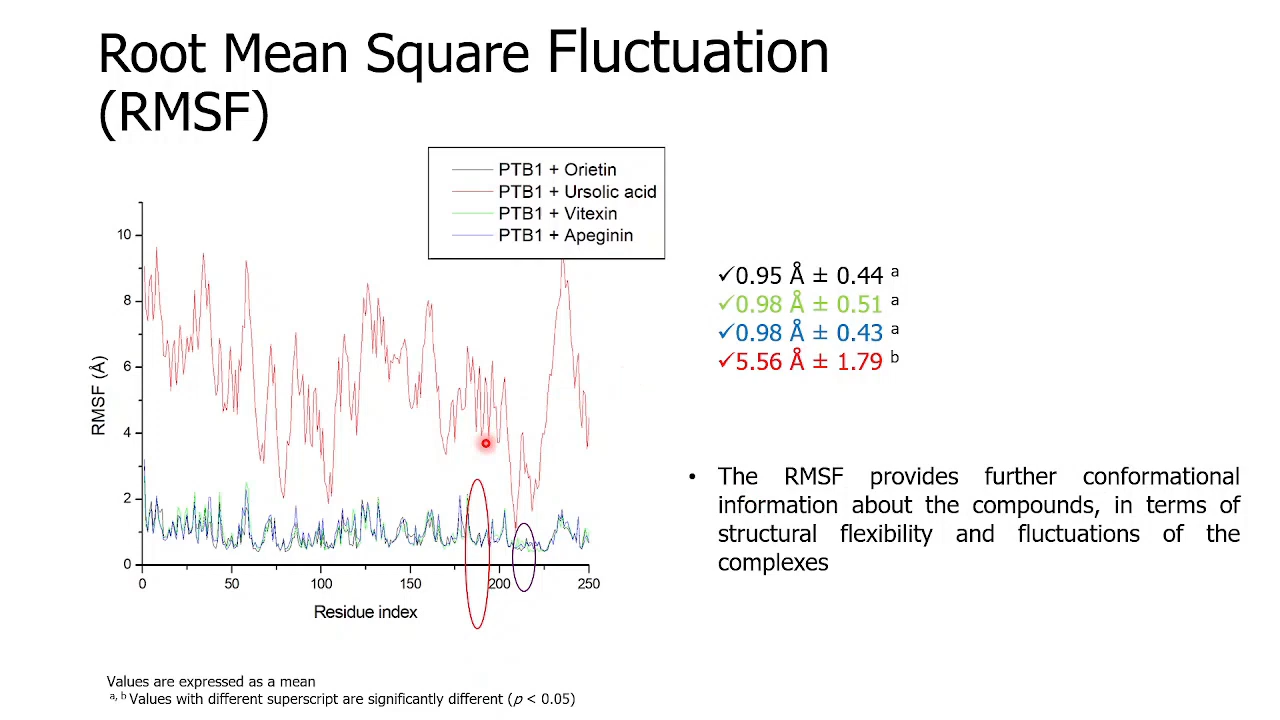 Root Mean Square Fluctuation
(RMSF)
PTB1 + Orietin
PTB1 + Ursolic acid
PTB1 + Vitexin
PTB1 + Apeginin
10
8
6
4
2
0
RMSF (Å)
0 50 100 150 200 250
Residue index
✓0.95 Å ± 0.44 a
✓0.98 Å ± 0.51 a
✓0.98 Å ± 0.43 a
✓5.56 Å ± 1.79 b
• The RMSF provides further conformational
information about the compounds, in terms of
structural flexibility and fluctuations of the
complexes
Values are expressed as a mean
a, b Values with different superscript are significantly different (p < 0.05)